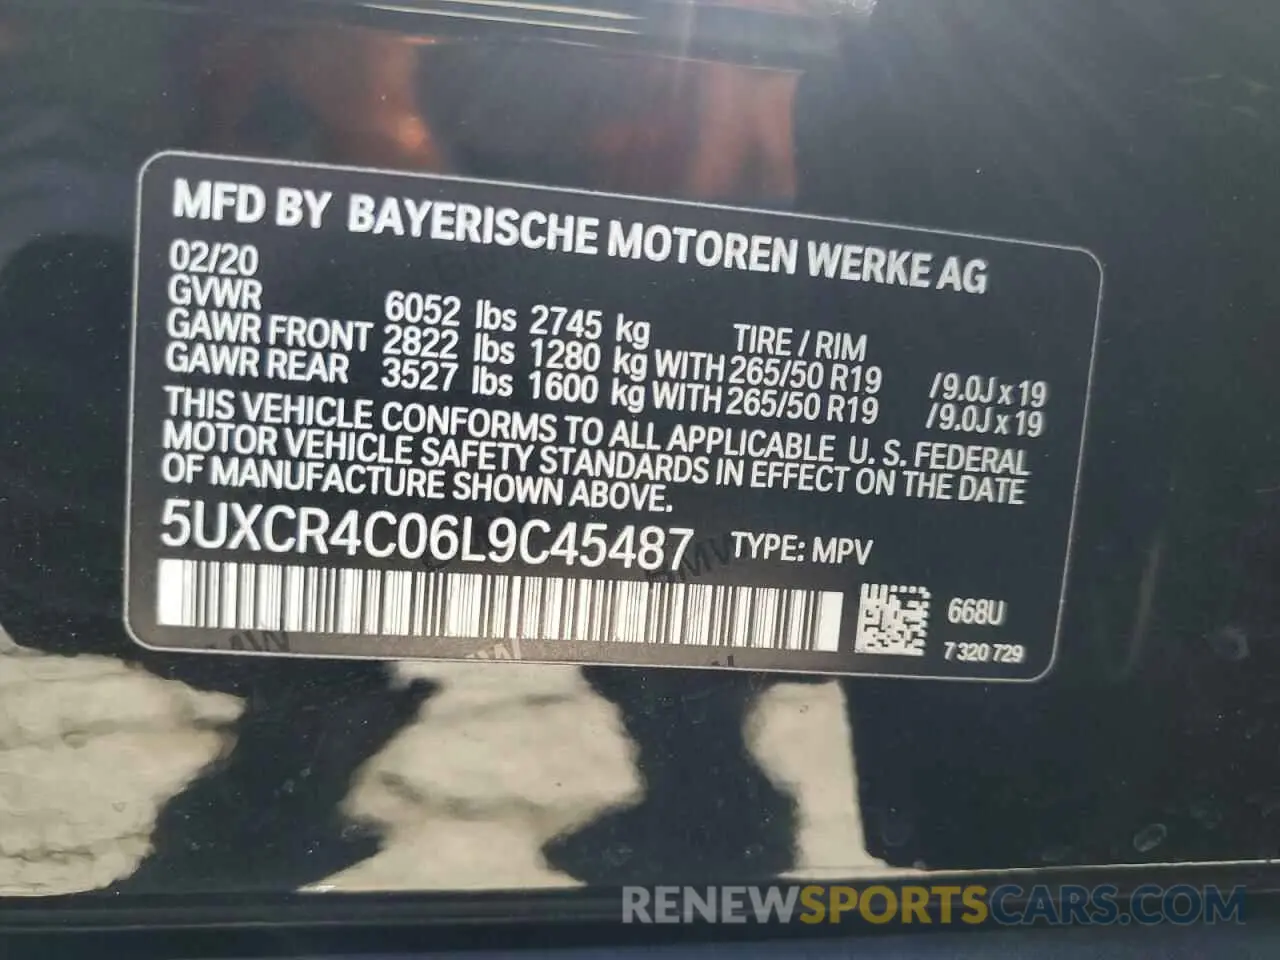 MFD BY BAYERISCHE MOTOREN WERKE AG
02/20
GVWR 6052 lbs 2745 kg TIRE / RIM
GAWR FRONT 2822 lbs 1280 kg WITH 265/50 R19 /9.0J x 19
GAWR REAR 3527 lbs 1600 kg WITH 265/50 R19 /9.0J x 19
THIS VEHICLE CONFORMS TO ALL APPLICABLE U. S. FEDERAL
MOTOR VEHICLE SAFETY STANDARDS IN EFFECT ON THE DATE
OF MANUFACTURE SHOWN ABOVE.
5UXCR4C06L9C45487 TYPE: MPV
668U
7 320 729
RENEWSPORTSCARS.COM